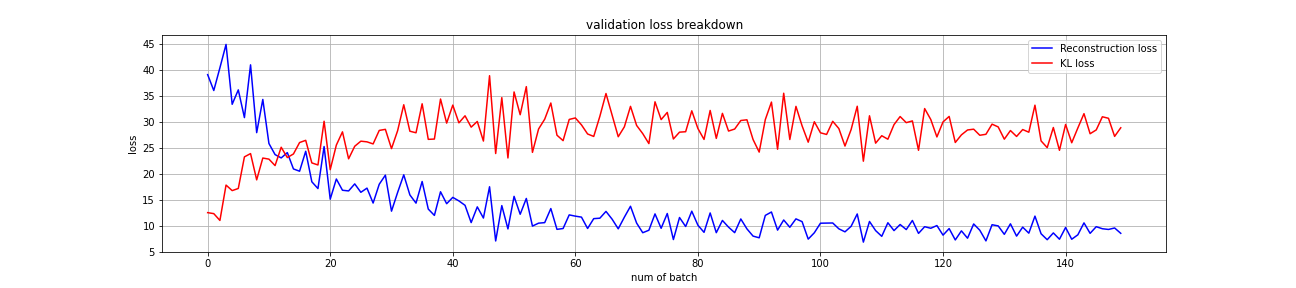 validation loss breakdown
Reconstruction loss
KL loss
loss
45
40
35
30
25
20
15
10
5
0 20 40 60 80 100 120 140
num of batch